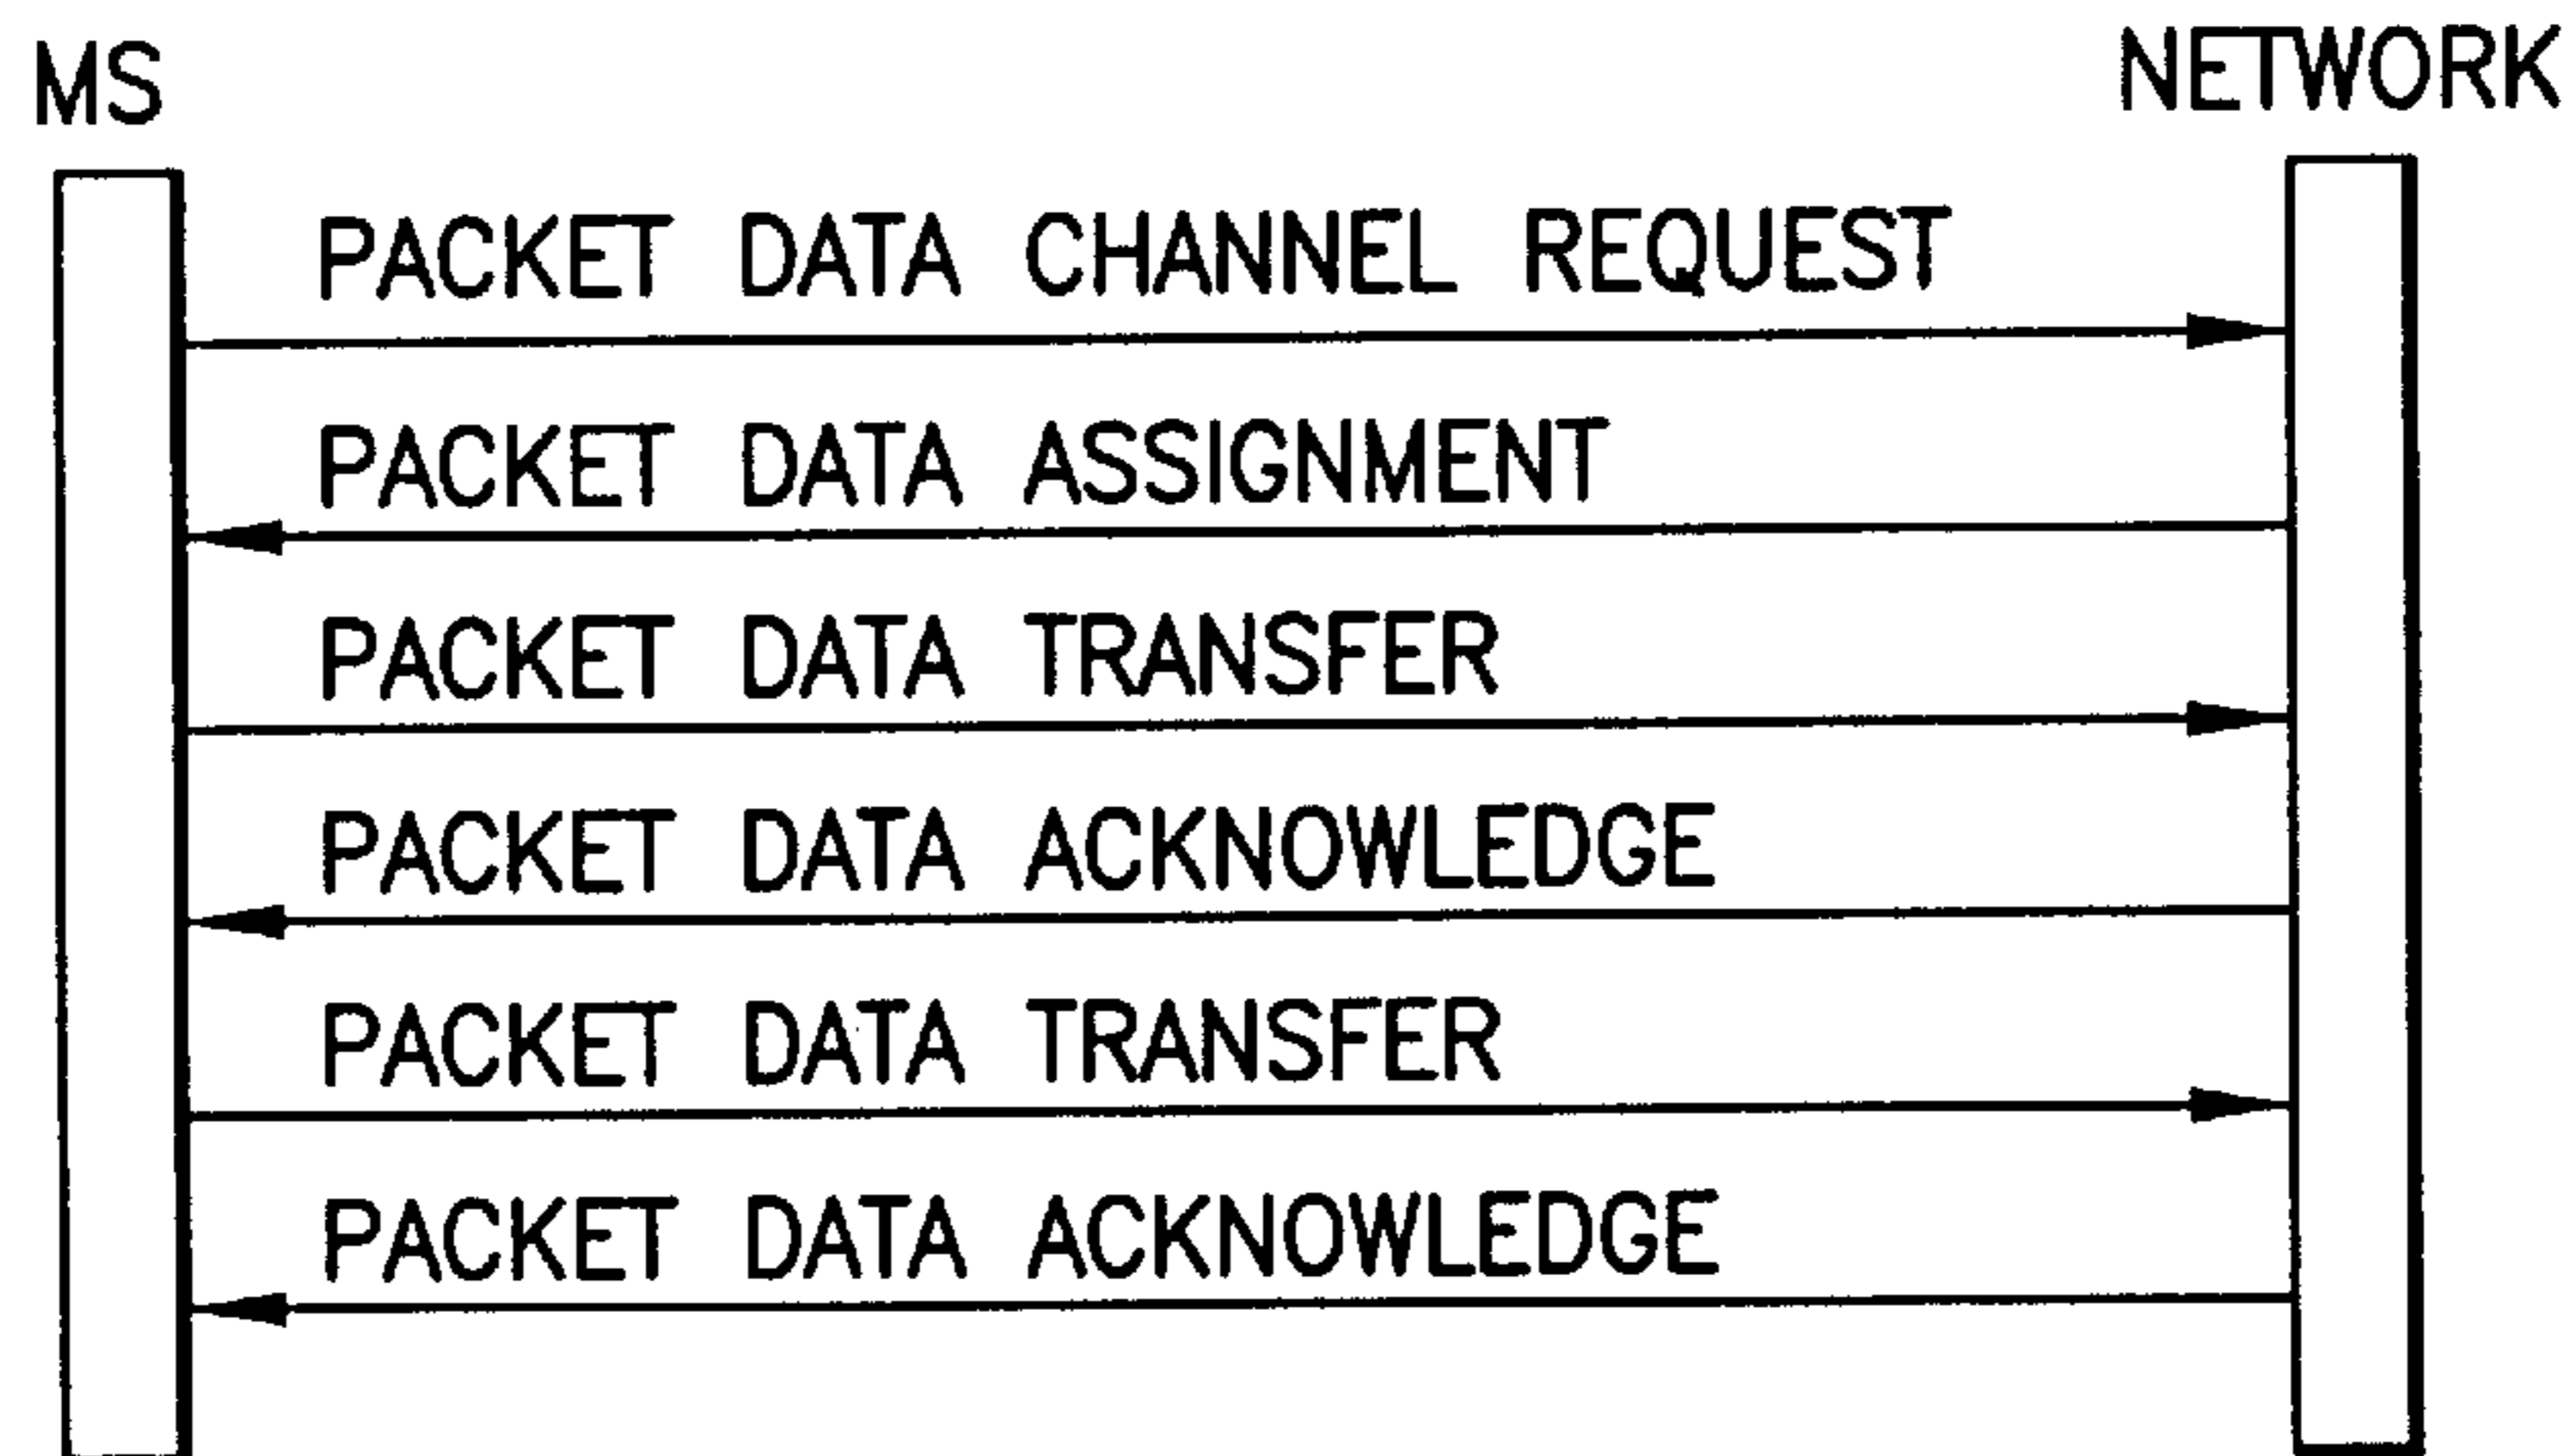 MS NETWORK
PACKET DATA CHANNEL REQUEST
PACKET DATA ASSIGNMENT
PACKET DATA TRANSFER
PACKET DATA ACKNOWLEDGE
PACKET DATA TRANSFER
PACKET DATA ACKNOWLEDGE